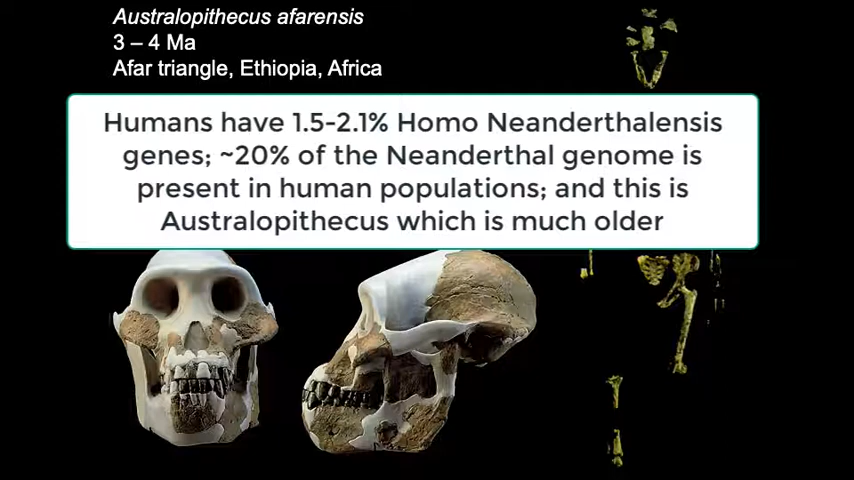 Australopithecus afarensis
3 – 4 Ma
Afar triangle, Ethiopia, Africa
Humans have 1.5-2.1% Homo Neanderthalensis
genes; ~20% of the Neanderthal genome is
present in human populations; and this is
Australopithecus which is much older